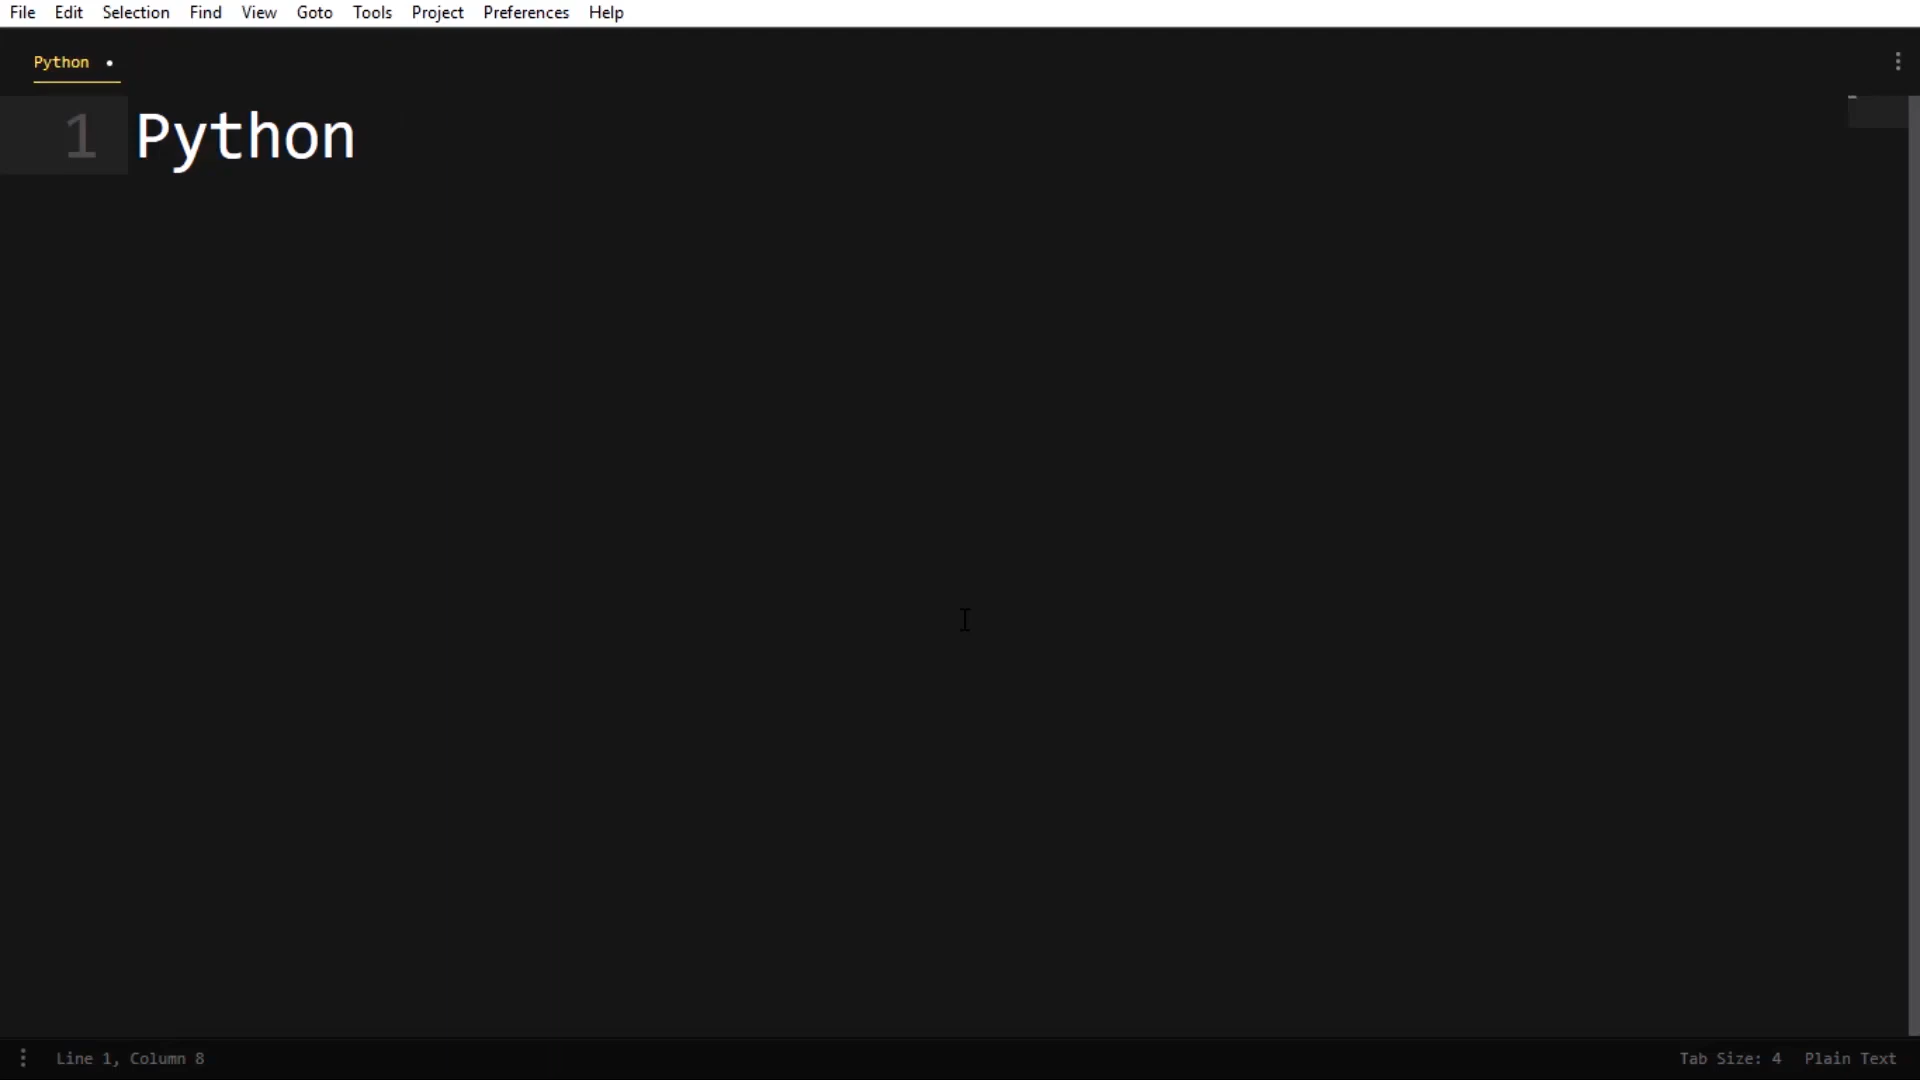 File Edit Selection Find View Goto Tools Project Preferences Help
Python
1 Python
Line 1, Column 8 Tab Size: 4 Plain Text